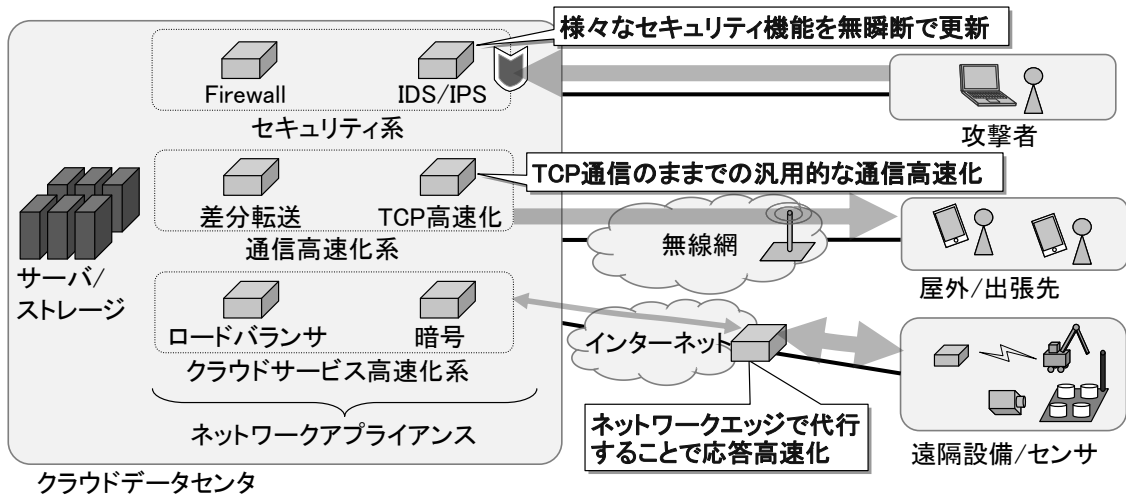 様々なセキュリティ機能を無瞬断で更新
Firewall
IDS/IPS
セキュリティ系
攻撃者
TCP通信のままでの汎用的な通信高速化
差分転送
TCP高速化
通信高速化系
無線網
屋外/出張先
サーバ/
ストレージ
ロードバランサ
暗号
クラウドサービス高速化系
インターネット
ネットワークアプライアンス
ネットワークエッジで代行
することで応答高速化
遠隔設備/センサ
クラウドデータセンタ